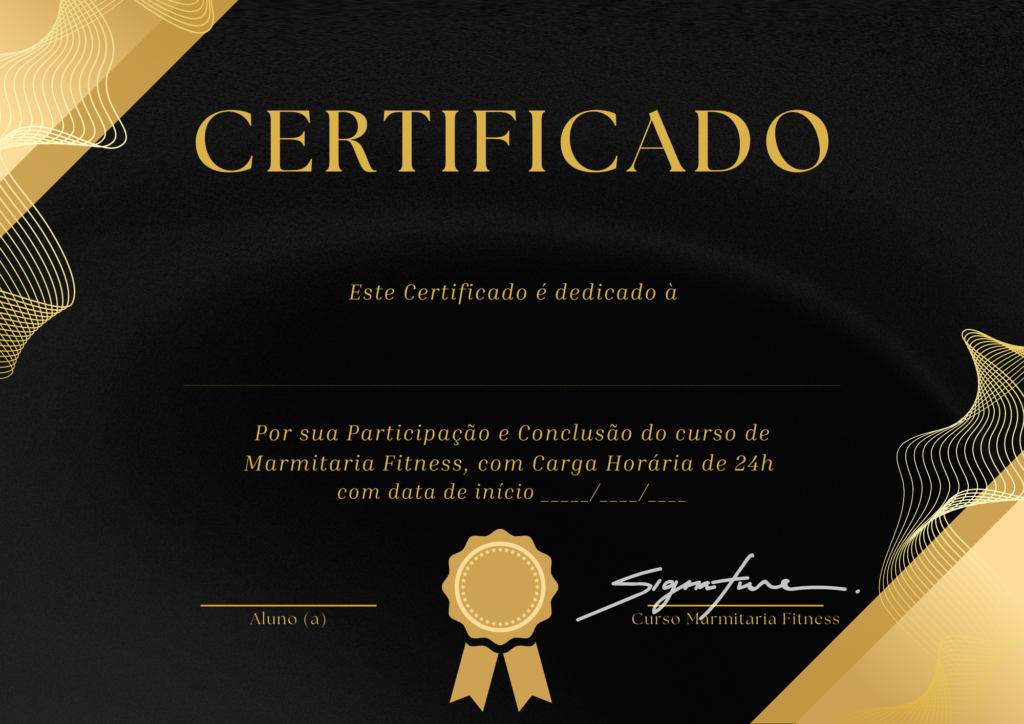 CERTIFICADO
Este Certificado é dedicado à
Por sua Participação e Conclusão do curso de
Marmitaria Fitness, com Carga Horária de 24h
com data de início _____/____/____
Signature
Aluno (a)
Curso Marmitaria Fitness